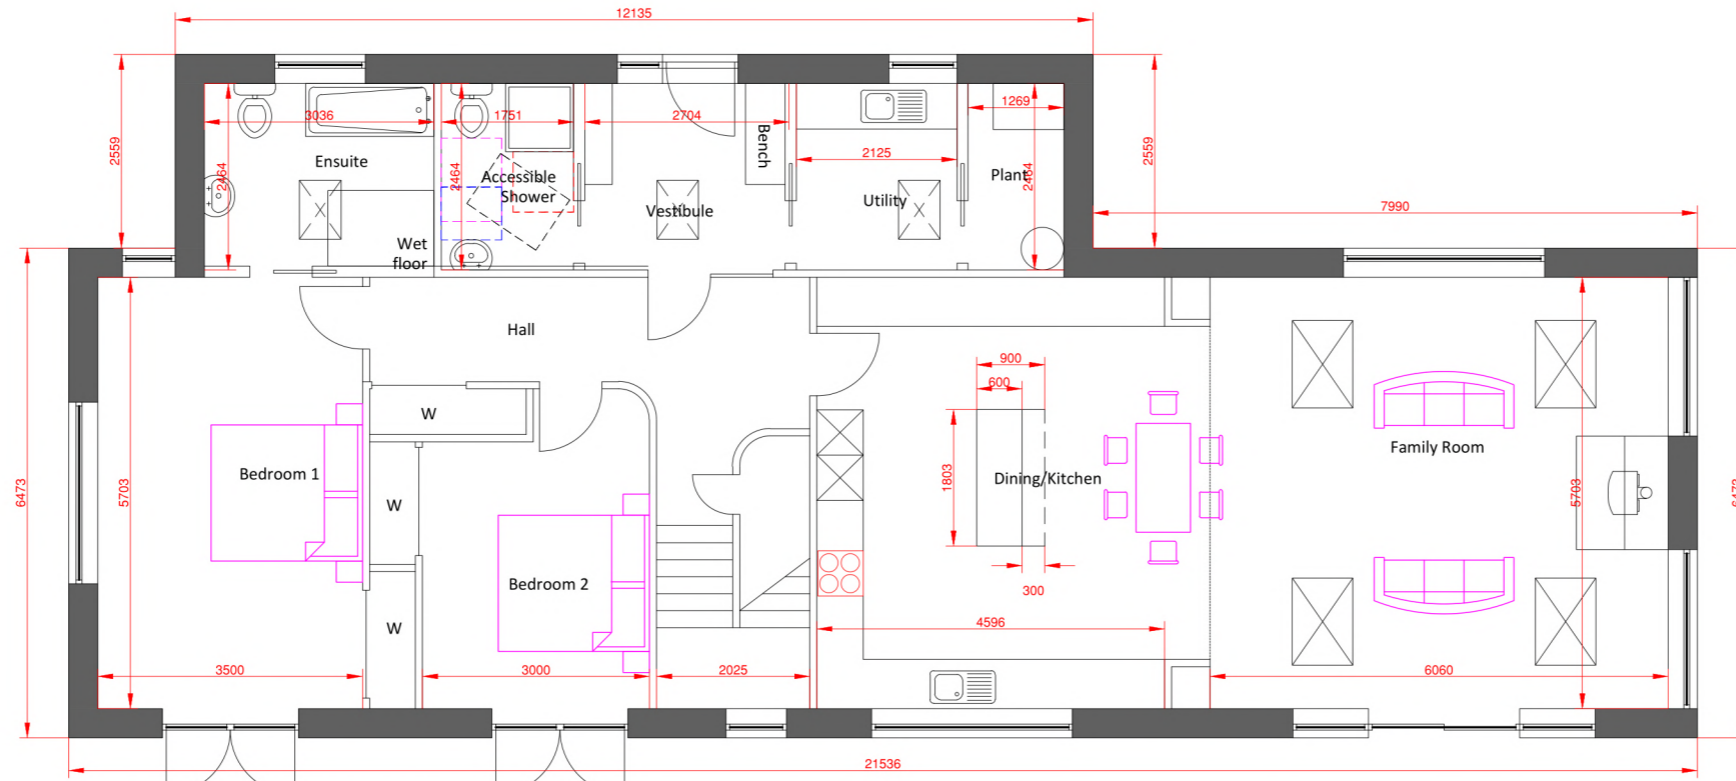 12135
2559
2559
3036
1751
2704
2125
1269
2464
2464
2464
Ensuite
Accessible
Shower
Vestibule
Bench
Utility
Plant
Wet
floor
7990
Hall
W
W
W
Bedroom 1
Bedroom 2
900
600
1803
300
Dining/Kitchen
Family Room
6473
5703
5703
6473
3500
3000
2025
4596
6060
21536